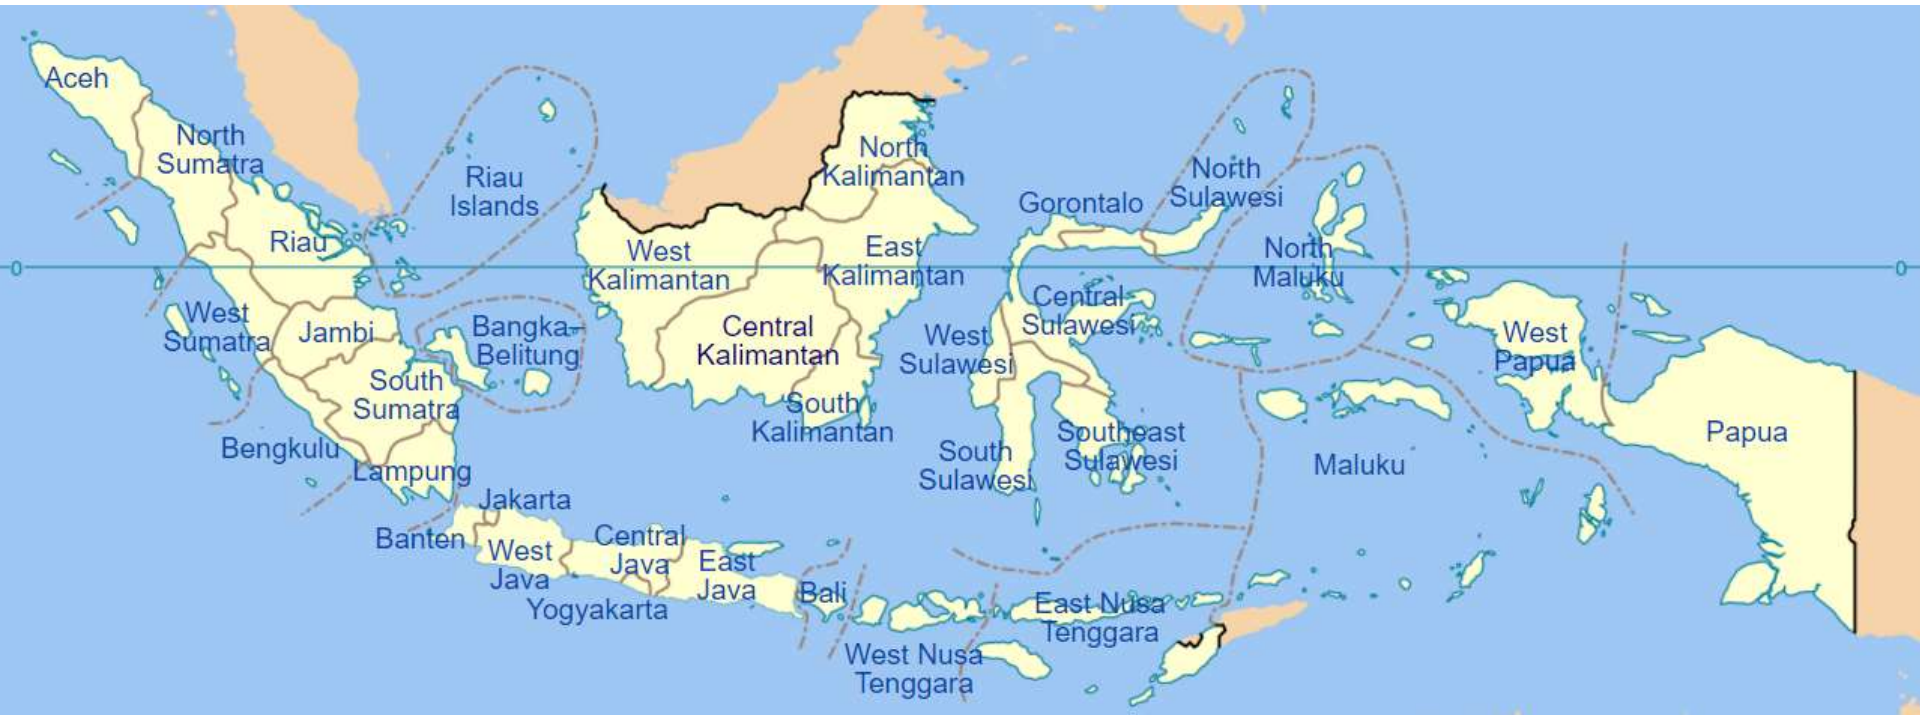 Aceh
North
Sumatra
Riau
Islands
Riau
West
Sumatra
Jambi
Bangka–
Belitung
South
Sumatra
Bengkulu
Lampung
Jakarta
Banten
West
Java
Central
Java
Yogyakarta
East
Java
Bali
West Nusa
Tenggara
East Nusa
Tenggara
North
Kalimantan
West
Kalimantan
East
Kalimantan
Central
Kalimantan
South
Kalimantan
Gorontalo
North
Sulawesi
Central
Sulawesi
West
Sulawesi
South
Sulawesi
Southeast
Sulawesi
North
Maluku
Maluku
West
Papua
Papua
0
0